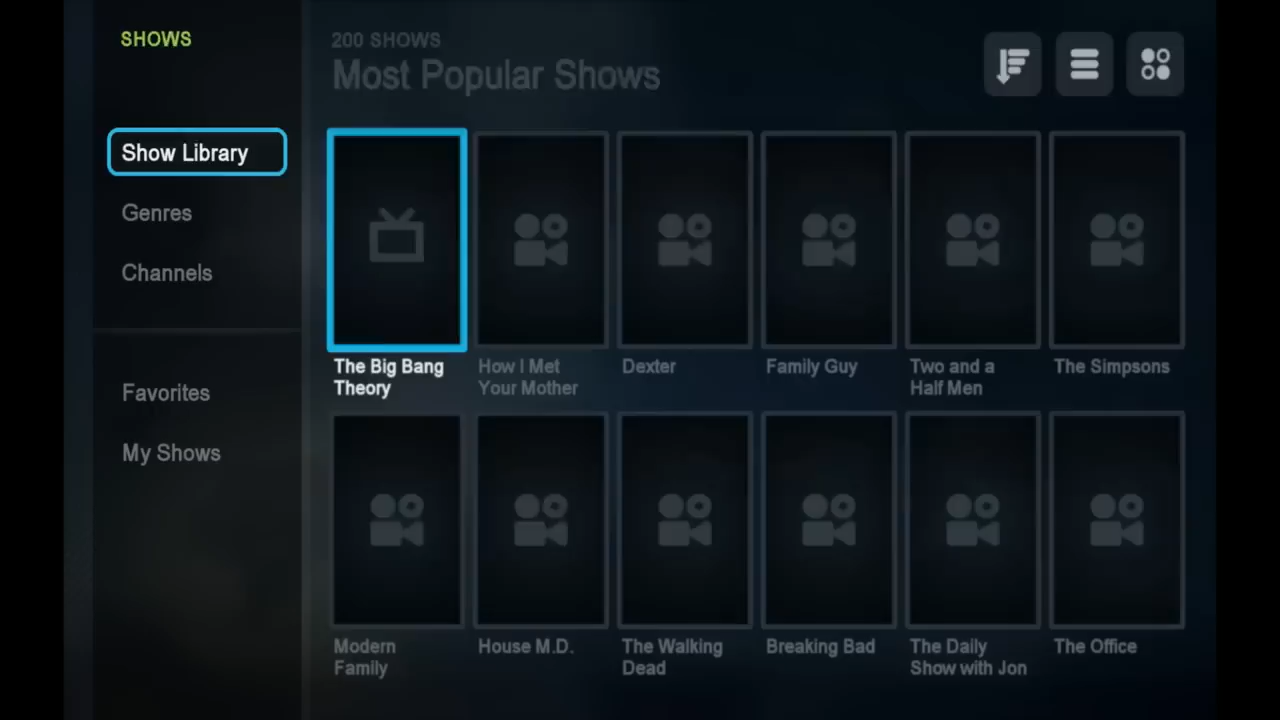 SHOWS
Show Library
Genres
Channels
Favorites
My Shows
200 SHOWS
Most Popular Shows
The Big Bang
Theory
How I Met
Your Mother
Dexter
Family Guy
Two and a
Half Men
The Simpsons
Modern
Family
House M.D.
The Walking
Dead
Breaking Bad
The Daily
Show with Jon
The Office